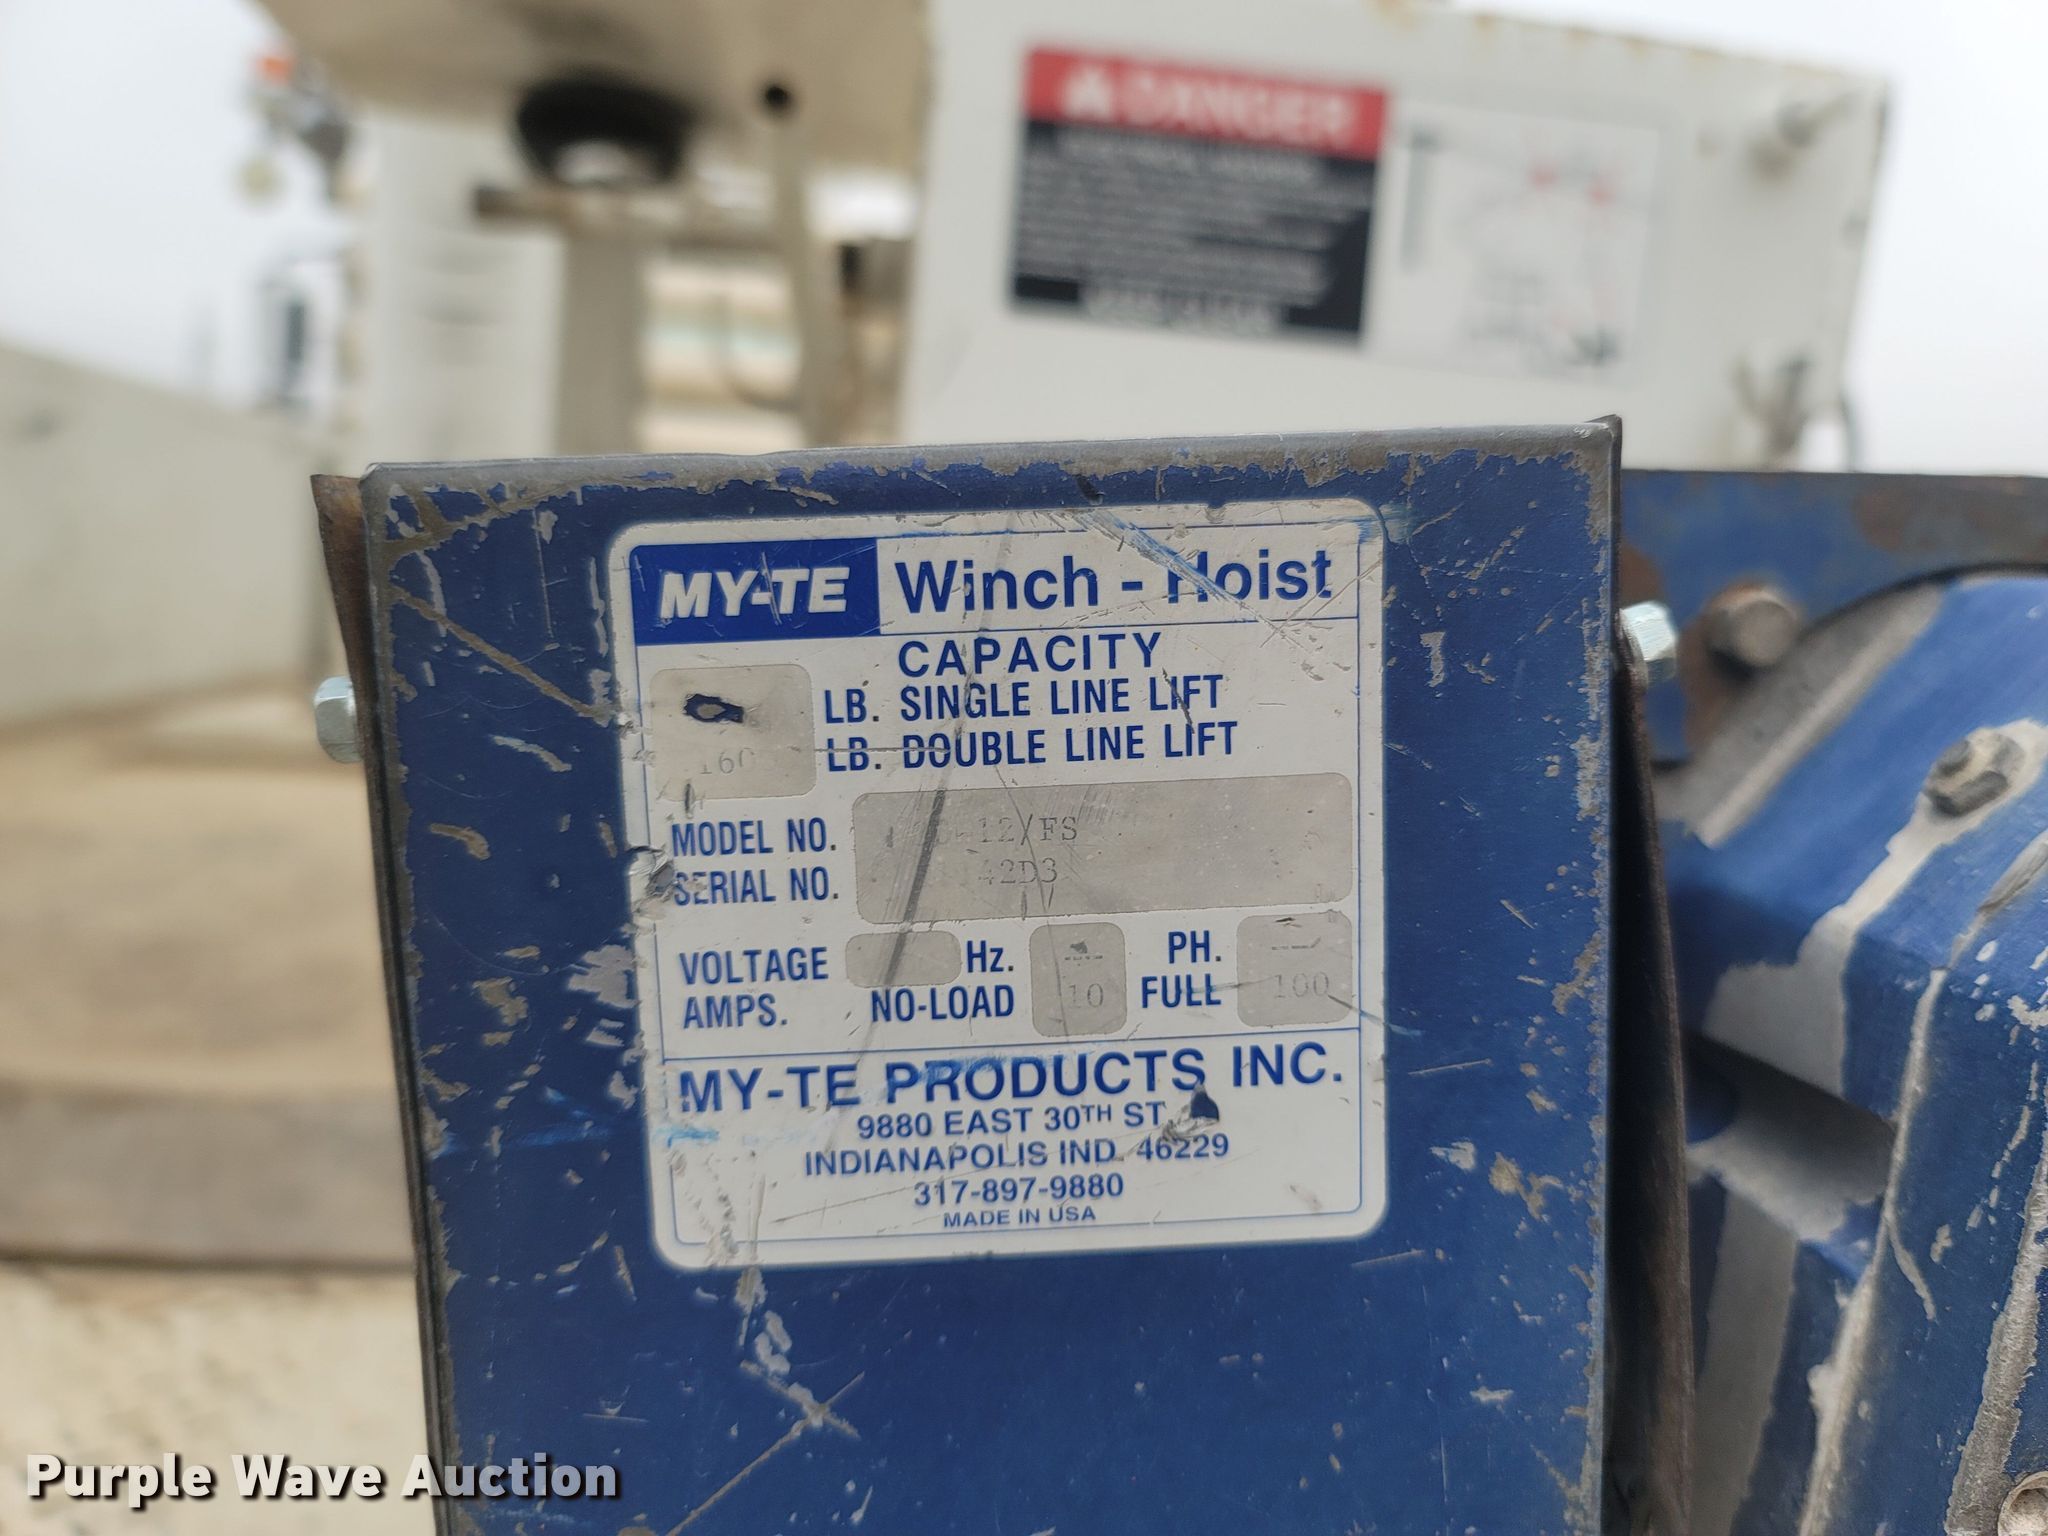 DANGER
MY-TE Winch - Hoist
CAPACITY
LB. SINGLE LINE LIFT
160 LB. DOUBLE LINE LIFT
MODEL NO. 12/FS
SERIAL NO. 42D3
VOLTAGE Hz. PH.
AMPS. NO-LOAD 10 FULL 100
MY-TE PRODUCTS INC.
9880 EAST 30TH ST
INDIANAPOLIS IND. 46229
317-897-9880
MADE IN USA
Purple Wave Auction